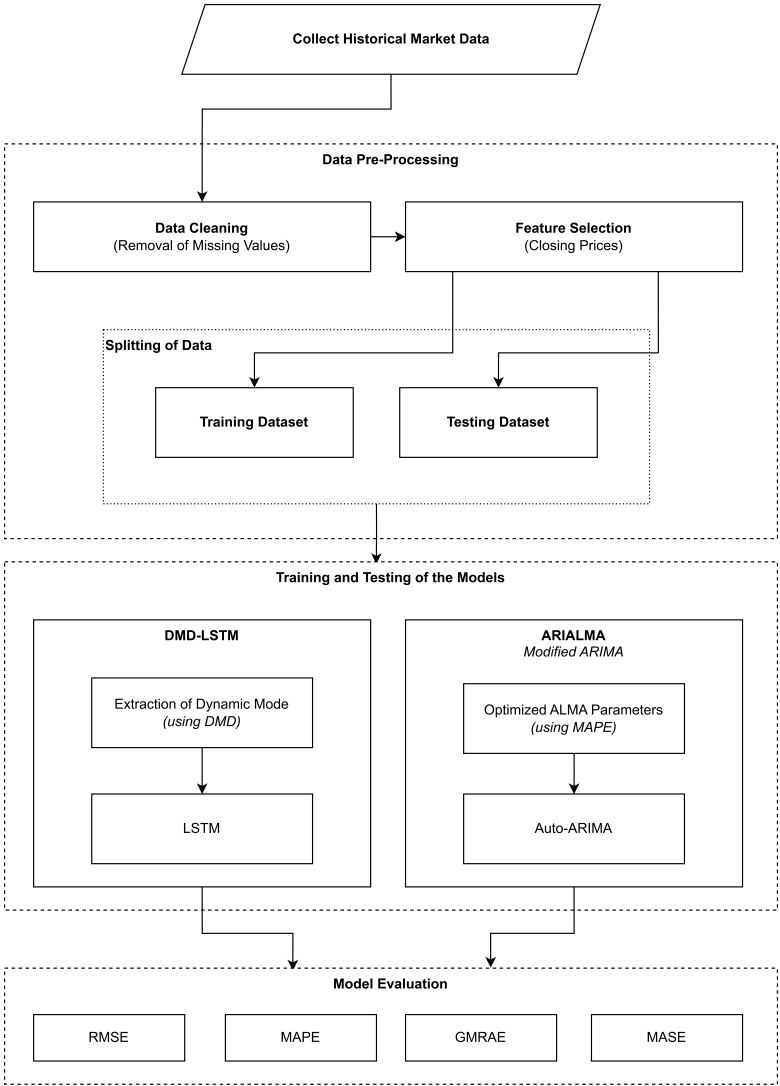 Collect Historical Market Data
Data Pre-Processing
Data Cleaning
(Removal of Missing Values)
Feature Selection
(Closing Prices)
Splitting of Data
Training Dataset
Testing Dataset
Training and Testing of the Models
DMD-LSTM
Extraction of Dynamic Mode
(using DMD)
LSTM
ARIALMA
Modified ARIMA
Optimized ALMA Parameters
(using MAPE)
Auto-ARIMA
Model Evaluation
RMSE
MAPE
GMRAE
MASE